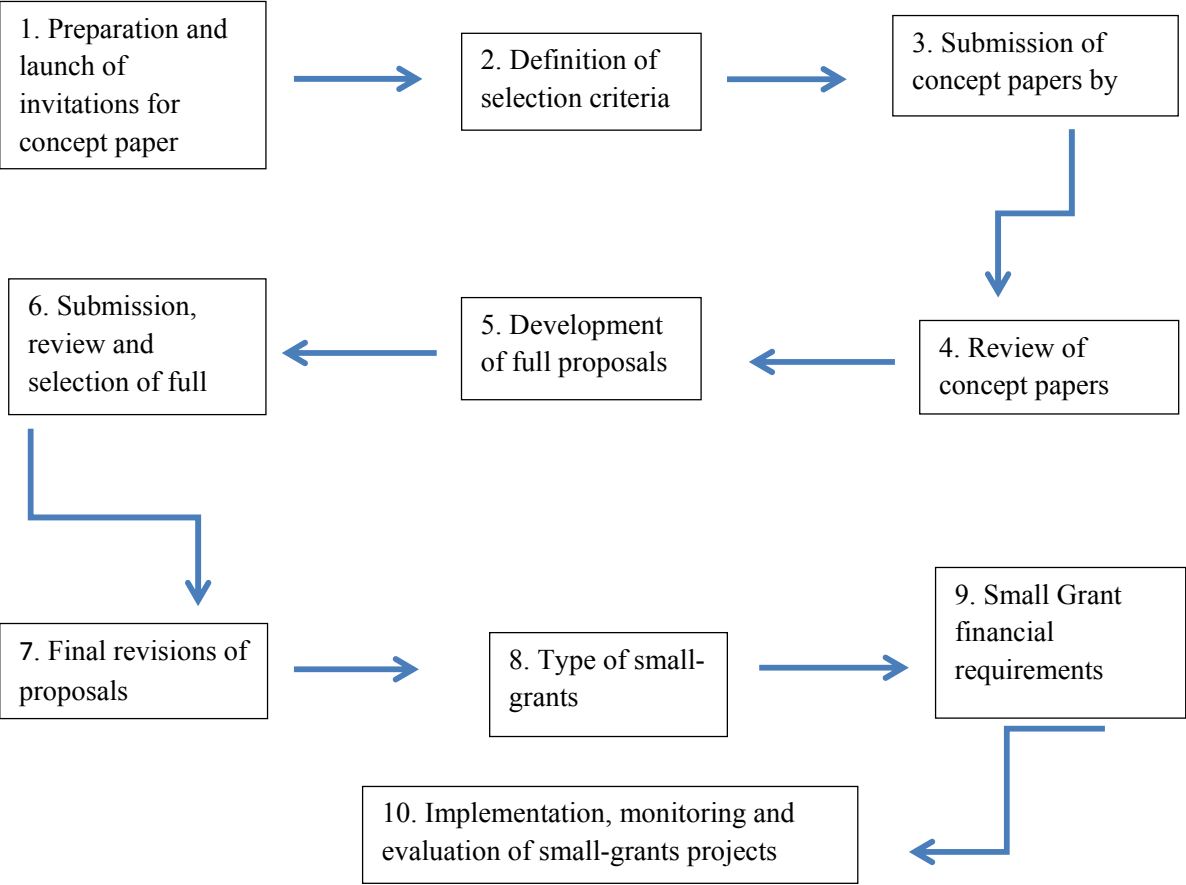 1. Preparation and
launch of
invitations for
concept paper
2. Definition of
selection criteria
3. Submission of
concept papers by
4. Review of
concept papers
5. Development
of full proposals
6. Submission,
review and
selection of full
7. Final revisions of
proposals
8. Type of small-
grants
9. Small Grant
financial
requirements
10. Implementation, monitoring and
evaluation of small-grants projects